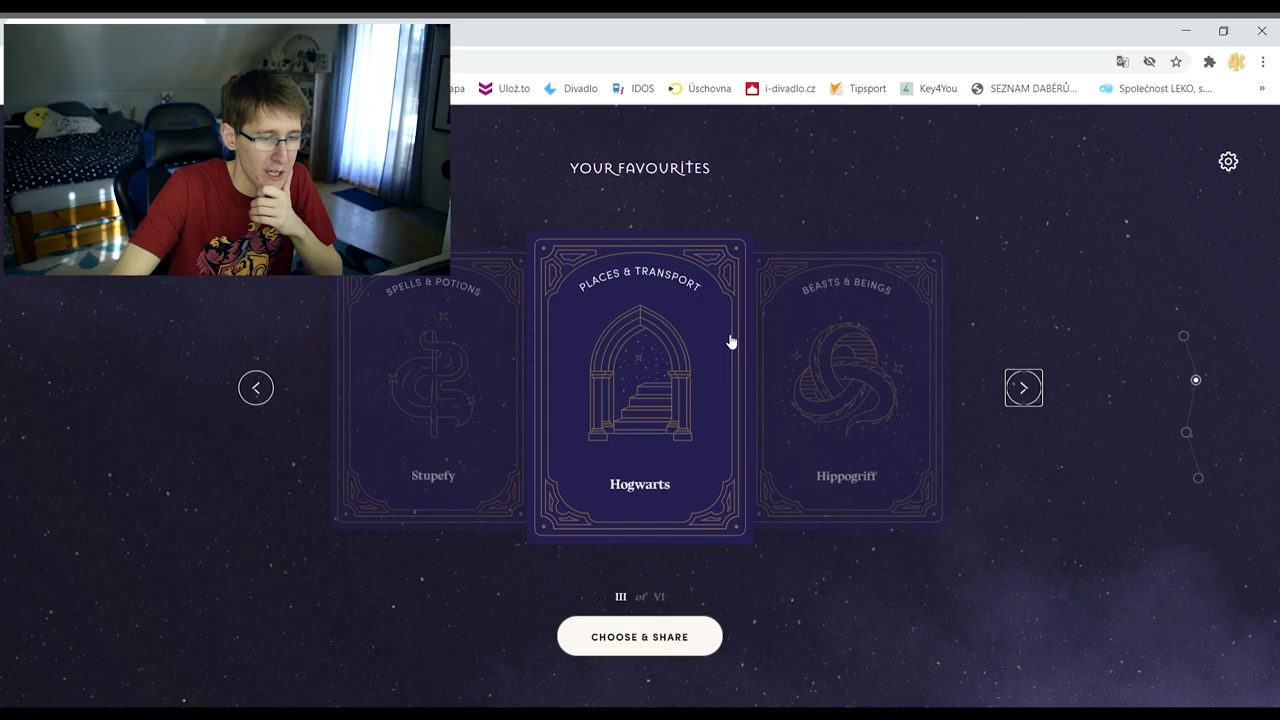 apa Ulož.to Divadlo IDOS Úschovna i-divadlo.cz Tipsport Key4You SEZNAM DABÉRŮ... Společnost LEKO, s.... »
YOUR FAVOURITES
SPELLS & POTIONS
Stupefy
PLACES & TRANSPORT
Hogwarts
BEASTS & BEINGS
Hippogriff
III of VI
CHOOSE & SHARE